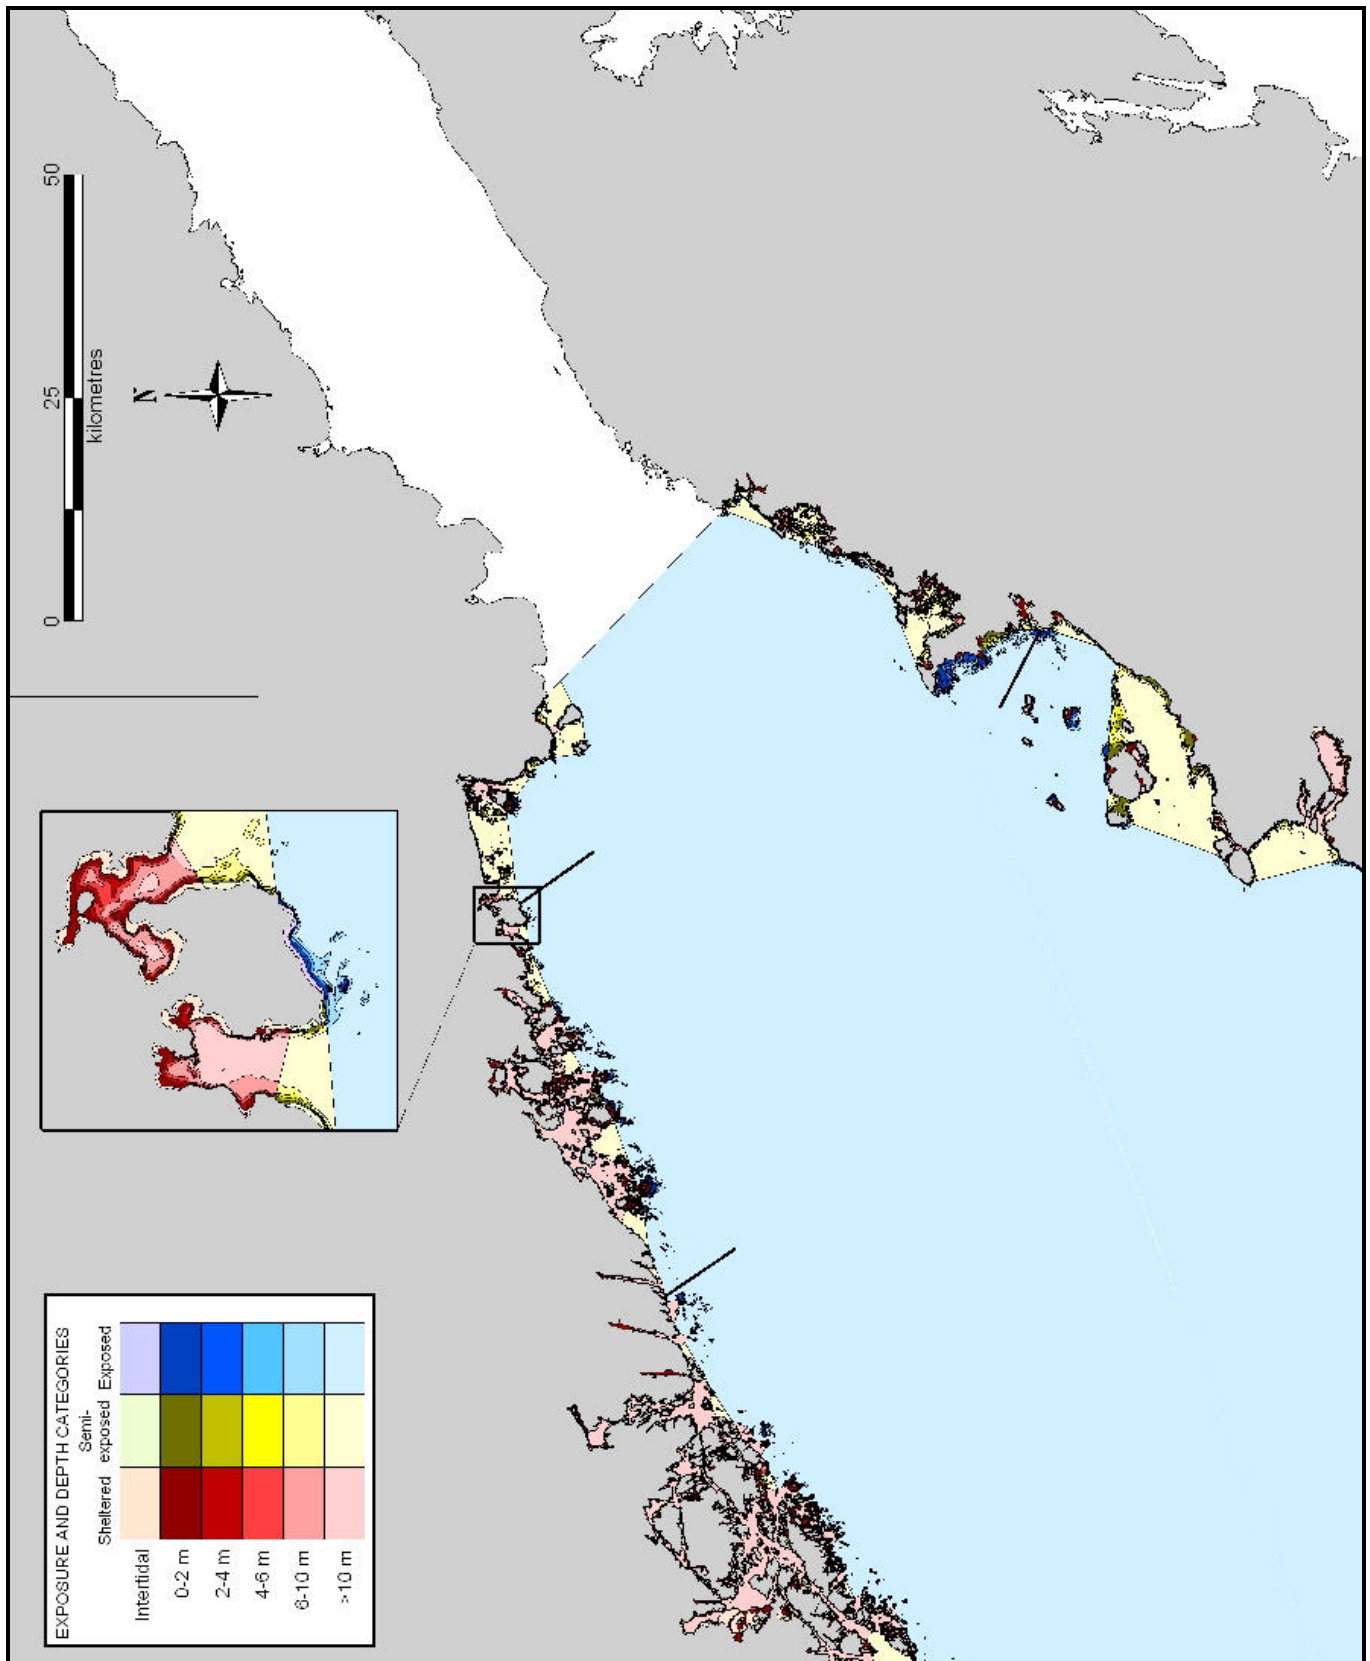 EXPOSURE AND DEPTH CATEGORIES
Semi-
Sheltered exposed Exposed
Intertidal
0-2 m
2-4 m
4-6 m
6-10 m
>10 m
0 25 50
kilometres
N